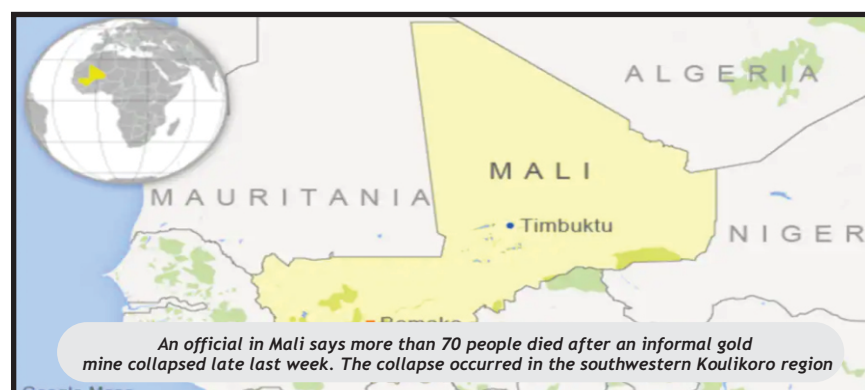 ALGERIA
MALI
MAURITANIA
Timbuktu
NIGER
Bamako
An official in Mali says more than 70 people died after an informal gold
mine collapsed late last week. The collapse occurred in the southwestern Koulikoro region